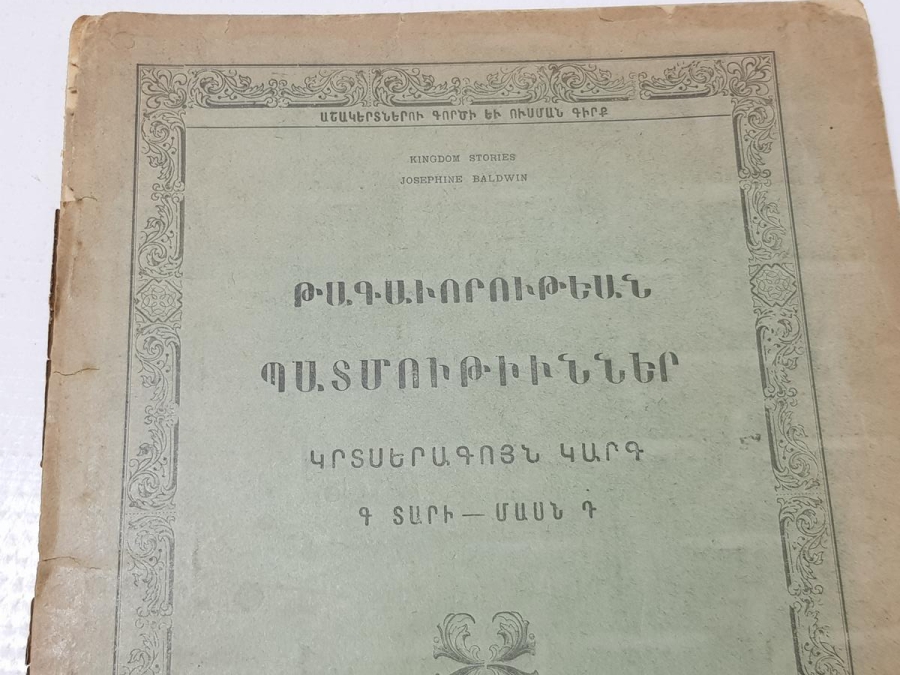 ԱՇԱԿԵՐՏՆԵՐՈՒ ԳՈՐԾԻ ԵՒ ՈՒՍՄԱՆ ԳԻՐՔ
KINGDOM STORIES
JOSEPHINE BALDWIN
ԹԱԳԱՒՈՐՈՒԹԵԱՆ
ՊԱՏՄՈՒԹԻՒՆՆԵՐ
ԿՐՏՍԵՐԱԳՈՅՆ ԿԱՐԳ
Գ ՏԱՐԻ — ՄԱՍՆ Դ